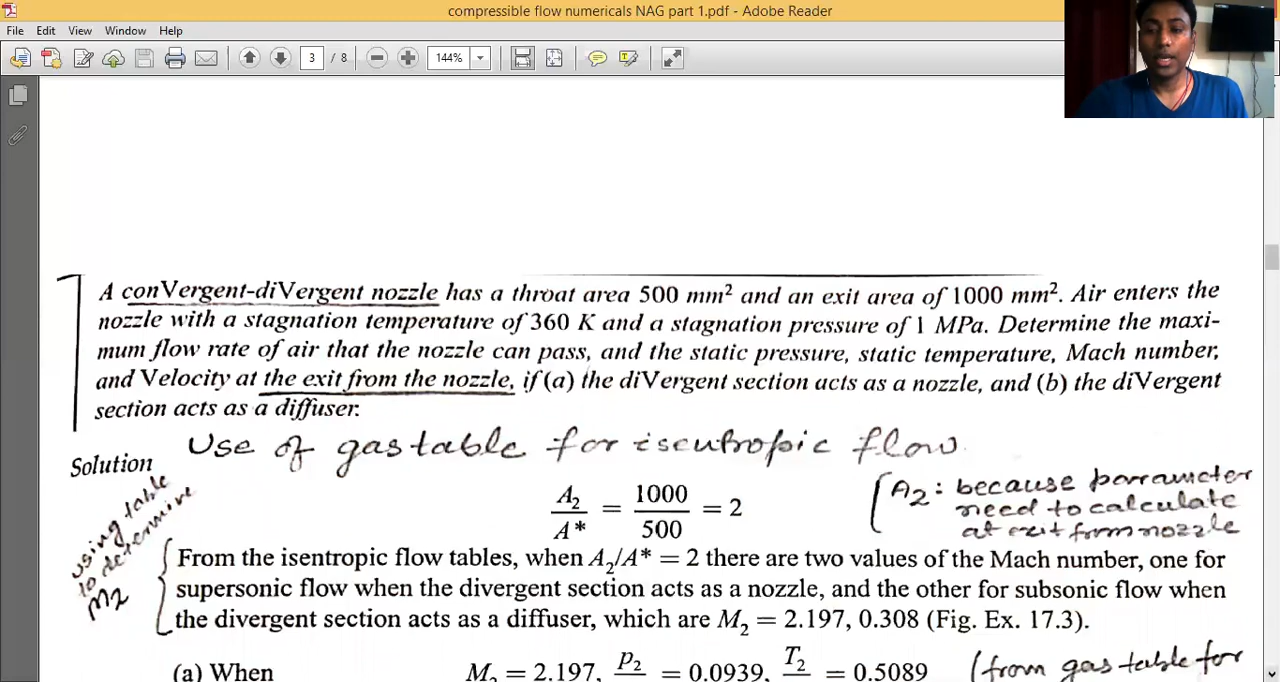 compressible flow numericals NAG part 1.pdf - Adobe Reader
File Edit View Window Help
3 / 8 144%
A conVergent-diVergent nozzle has a throat area 500 mm² and an exit area of 1000 mm². Air enters the
nozzle with a stagnation temperature of 360 K and a stagnation pressure of 1 MPa. Determine the maxi-
mum flow rate of air that the nozzle can pass, and the static pressure, static temperature, Mach number,
and Velocity at the exit from the nozzle, if (a) the diVergent section acts as a nozzle, and (b) the diVergent
section acts as a diffuser.
Use of gas table for isentropic flow.
Solution
A₂/A* = 1000/500 = 2
A₂ : because parrameter
need to calculate
at exit from nozzle
using table
to determine
M2
From the isentropic flow tables, when A₂/A* = 2 there are two values of the Mach number, one for
supersonic flow when the divergent section acts as a nozzle, and the other for subsonic flow when
the divergent section acts as a diffuser, which are M₂ = 2.197, 0.308 (Fig. Ex. 17.3).
(a) When M₂ = 2.197, p₂ = 0.0939, T₂ = 0.5089 (from gas table for